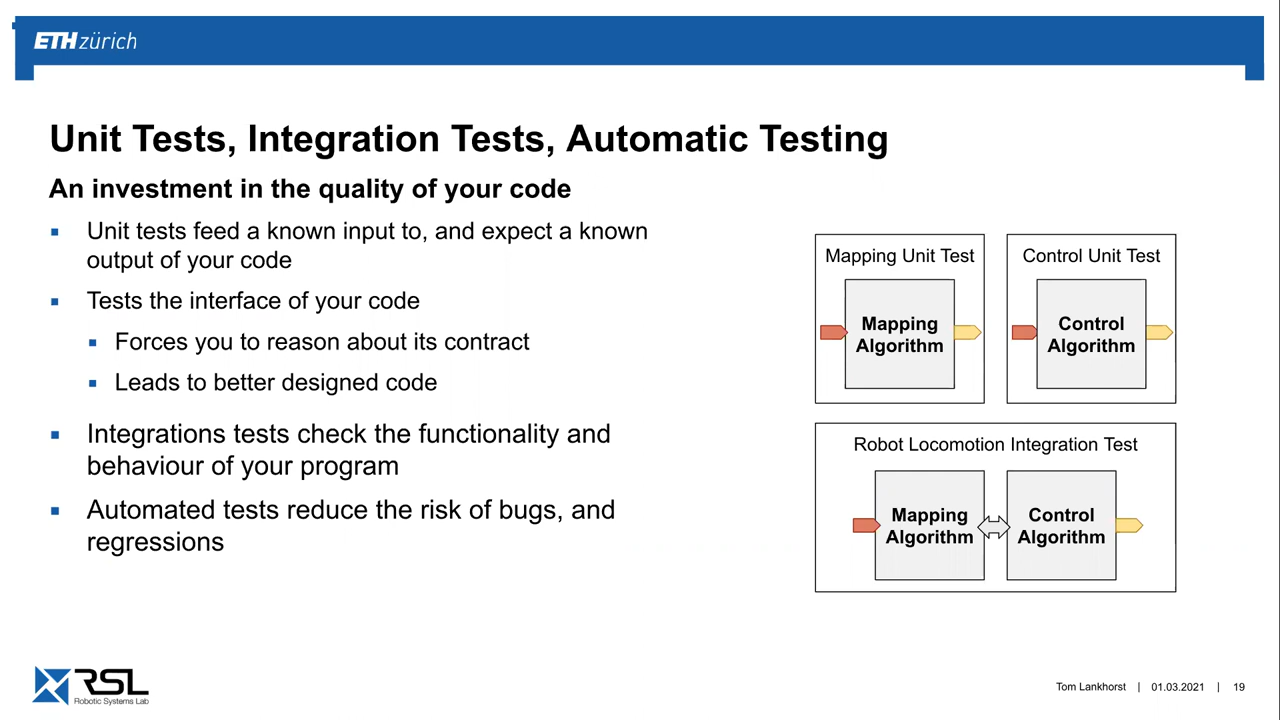 ETH zürich
Unit Tests, Integration Tests, Automatic Testing
An investment in the quality of your code
Unit tests feed a known input to, and expect a known
output of your code
Tests the interface of your code
Forces you to reason about its contract
Leads to better designed code
Integrations tests check the functionality and
behaviour of your program
Automated tests reduce the risk of bugs, and
regressions
Mapping Unit Test
Mapping
Algorithm
Control Unit Test
Control
Algorithm
Robot Locomotion Integration Test
Mapping
Algorithm
Control
Algorithm
RSL
Robotic Systems Lab
Tom Lankhorst | 01.03.2021 | 19